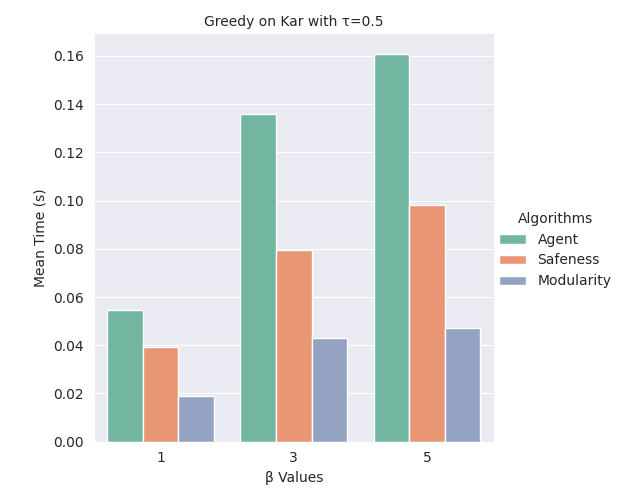 Greedy on Kar with τ=0.5
0.16
0.14
0.12
0.10
0.08
0.06
0.04
0.02
0.00
Mean Time (s)
1
3
5
β Values
Algorithms
Agent
Safeness
Modularity